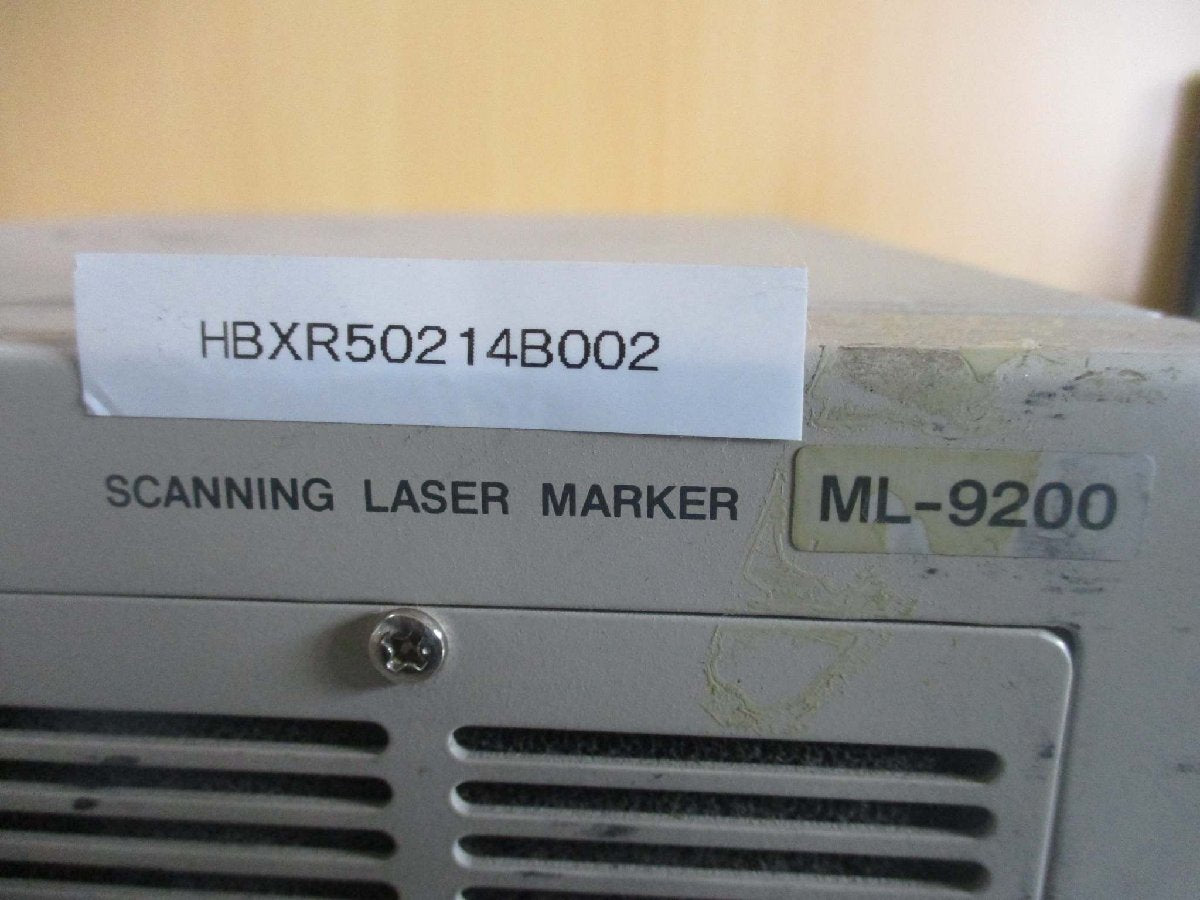 HBXR50214B002
SCANNING LASER MARKER ML-9200